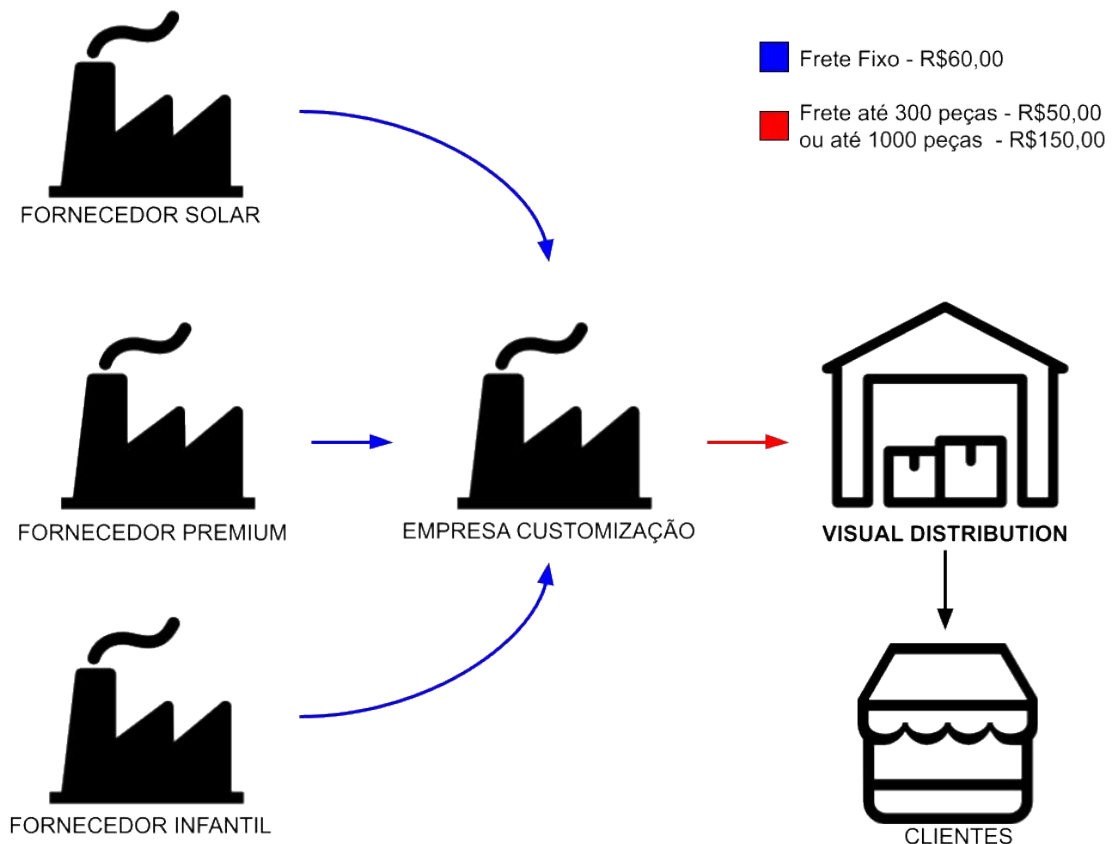 Frete Fixo - R$60,00
Frete até 300 peças - R$50,00
ou até 1000 peças - R$150,00
FORNECEDOR SOLAR
FORNECEDOR PREMIUM
EMPRESA CUSTOMIZAÇÃO
VISUAL DISTRIBUTION
FORNECEDOR INFANTIL
CLIENTES